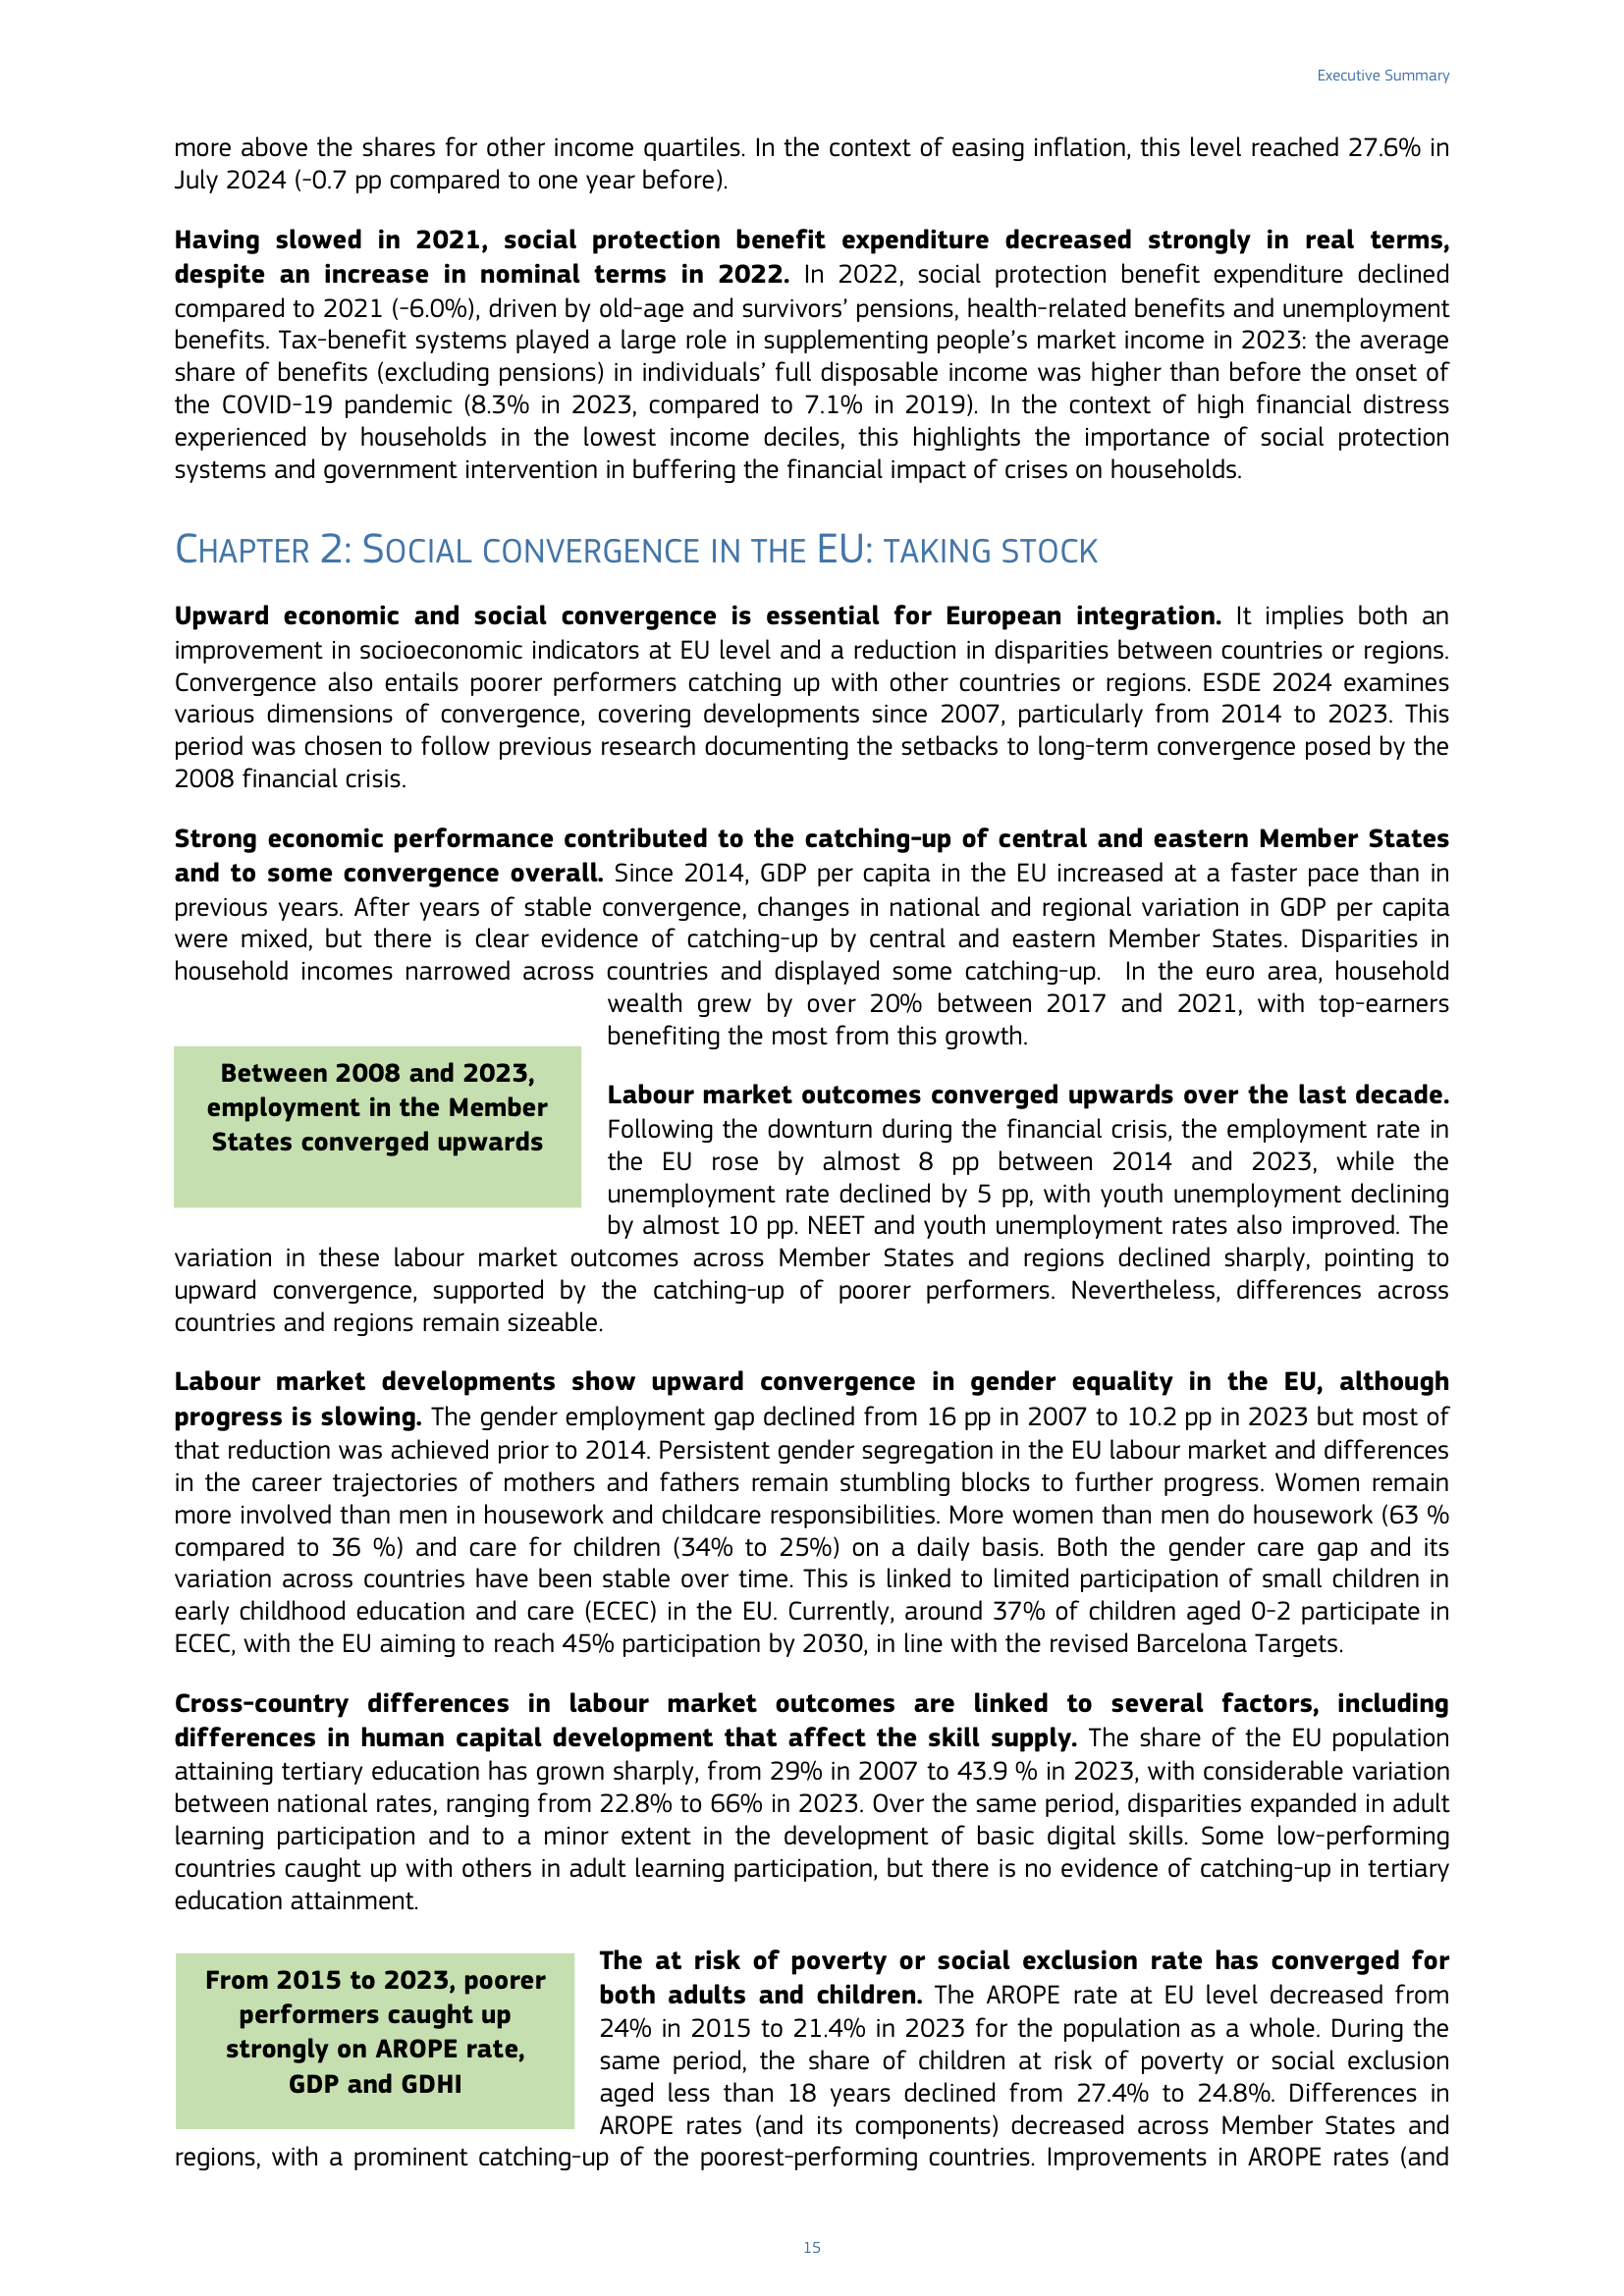 Executive Summary
more above the shares for other income quartiles. In the context of easing inflation, this level reached 27.6% in
July 2024 (-0.7 pp compared to one year before).
Having slowed in 2021, social protection benefit expenditure decreased strongly in real terms,
despite an increase in nominal terms in 2022. In 2022, social protection benefit expenditure declined
compared to 2021 (-6.0%), driven by old-age and survivors’ pensions, health-related benefits and unemployment
benefits. Tax-benefit systems played a large role in supplementing people’s market income in 2023: the average
share of benefits (excluding pensions) in individuals’ full disposable income was higher than before the onset of
the COVID-19 pandemic (8.3% in 2023, compared to 7.1% in 2019). In the context of high financial distress
experienced by households in the lowest income deciles, this highlights the importance of social protection
systems and government intervention in buffering the financial impact of crises on households.
CHAPTER 2: SOCIAL CONVERGENCE IN THE EU: TAKING STOCK
Upward economic and social convergence is essential for European integration. It implies both an
improvement in socioeconomic indicators at EU level and a reduction in disparities between countries or regions.
Convergence also entails poorer performers catching up with other countries or regions. ESDE 2024 examines
various dimensions of convergence, covering developments since 2007, particularly from 2014 to 2023. This
period was chosen to follow previous research documenting the setbacks to long-term convergence posed by the
2008 financial crisis.
Strong economic performance contributed to the catching-up of central and eastern Member States
and to some convergence overall. Since 2014, GDP per capita in the EU increased at a faster pace than in
previous years. After years of stable convergence, changes in national and regional variation in GDP per capita
were mixed, but there is clear evidence of catching-up by central and eastern Member States. Disparities in
household incomes narrowed across countries and displayed some catching-up. In the euro area, household
wealth grew by over 20% between 2017 and 2021, with top-earners
benefiting the most from this growth.
Between 2008 and 2023,
employment in the Member
States converged upwards
Labour market outcomes converged upwards over the last decade.
Following the downturn during the financial crisis, the employment rate in
the EU rose by almost 8 pp between 2014 and 2023, while the
unemployment rate declined by 5 pp, with youth unemployment declining
by almost 10 pp. NEET and youth unemployment rates also improved. The
variation in these labour market outcomes across Member States and regions declined sharply, pointing to
upward convergence, supported by the catching-up of poorer performers. Nevertheless, differences across
countries and regions remain sizeable.
Labour market developments show upward convergence in gender equality in the EU, although
progress is slowing. The gender employment gap declined from 16 pp in 2007 to 10.2 pp in 2023 but most of
that reduction was achieved prior to 2014. Persistent gender segregation in the EU labour market and differences
in the career trajectories of mothers and fathers remain stumbling blocks to further progress. Women remain
more involved than men in housework and childcare responsibilities. More women than men do housework (63 %
compared to 36 %) and care for children (34% to 25%) on a daily basis. Both the gender care gap and its
variation across countries have been stable over time. This is linked to limited participation of small children in
early childhood education and care (ECEC) in the EU. Currently, around 37% of children aged 0-2 participate in
ECEC, with the EU aiming to reach 45% participation by 2030, in line with the revised Barcelona Targets.
Cross-country differences in labour market outcomes are linked to several factors, including
differences in human capital development that affect the skill supply. The share of the EU population
attaining tertiary education has grown sharply, from 29% in 2007 to 43.9 % in 2023, with considerable variation
between national rates, ranging from 22.8% to 66% in 2023. Over the same period, disparities expanded in adult
learning participation and to a minor extent in the development of basic digital skills. Some low-performing
countries caught up with others in adult learning participation, but there is no evidence of catching-up in tertiary
education attainment.
From 2015 to 2023, poorer
performers caught up
strongly on AROPE rate,
GDP and GDHI
The at risk of poverty or social exclusion rate has converged for
both adults and children. The AROPE rate at EU level decreased from
24% in 2015 to 21.4% in 2023 for the population as a whole. During the
same period, the share of children at risk of poverty or social exclusion
aged less than 18 years declined from 27.4% to 24.8%. Differences in
AROPE rates (and its components) decreased across Member States and
regions, with a prominent catching-up of the poorest-performing countries. Improvements in AROPE rates (and
15